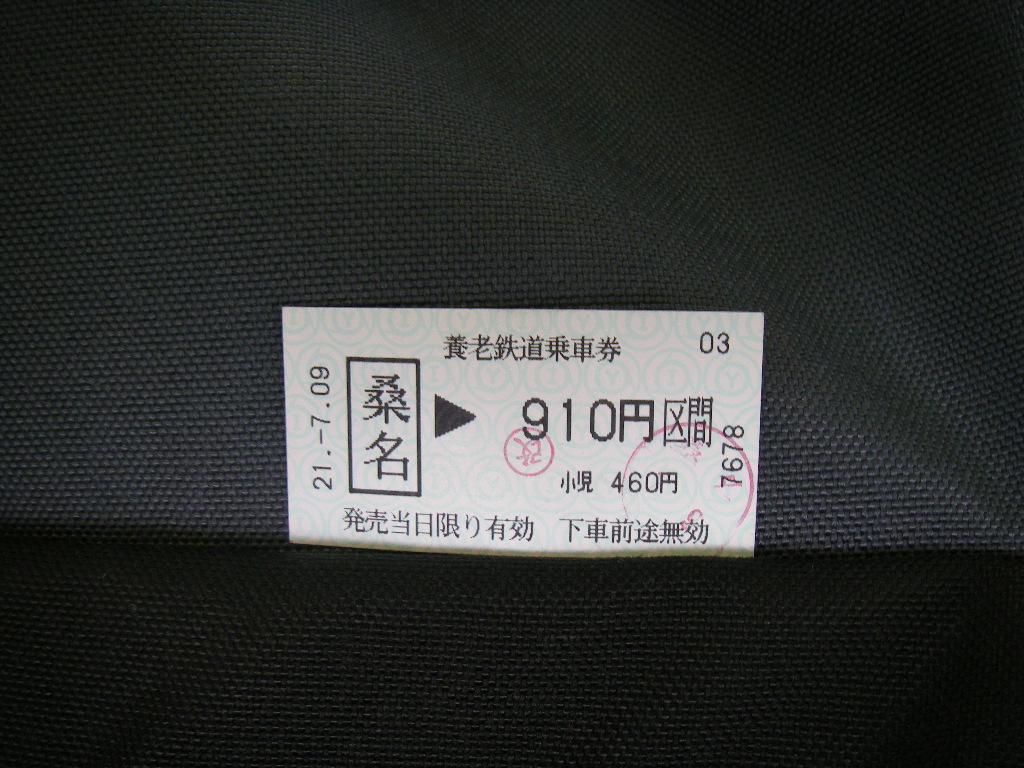 養老鉄道乗車券
03
21.-7.09
桑名 ▶ 910円区間
改
小児 460円
7678
発売当日限り有効 下車前途無効